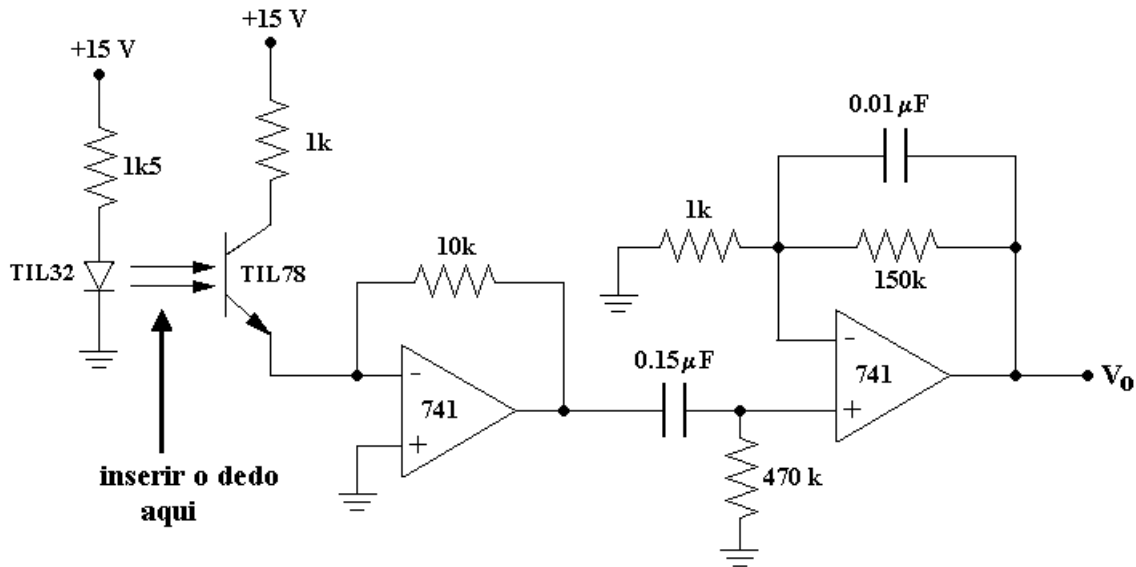 +15 V
+15 V
1k5
1k
TIL32
TIL78
inserir o dedo
aqui
10k
-
741
+
0.15 μF
470 k
1k
0.01 μF
150k
-
741
+
Vo